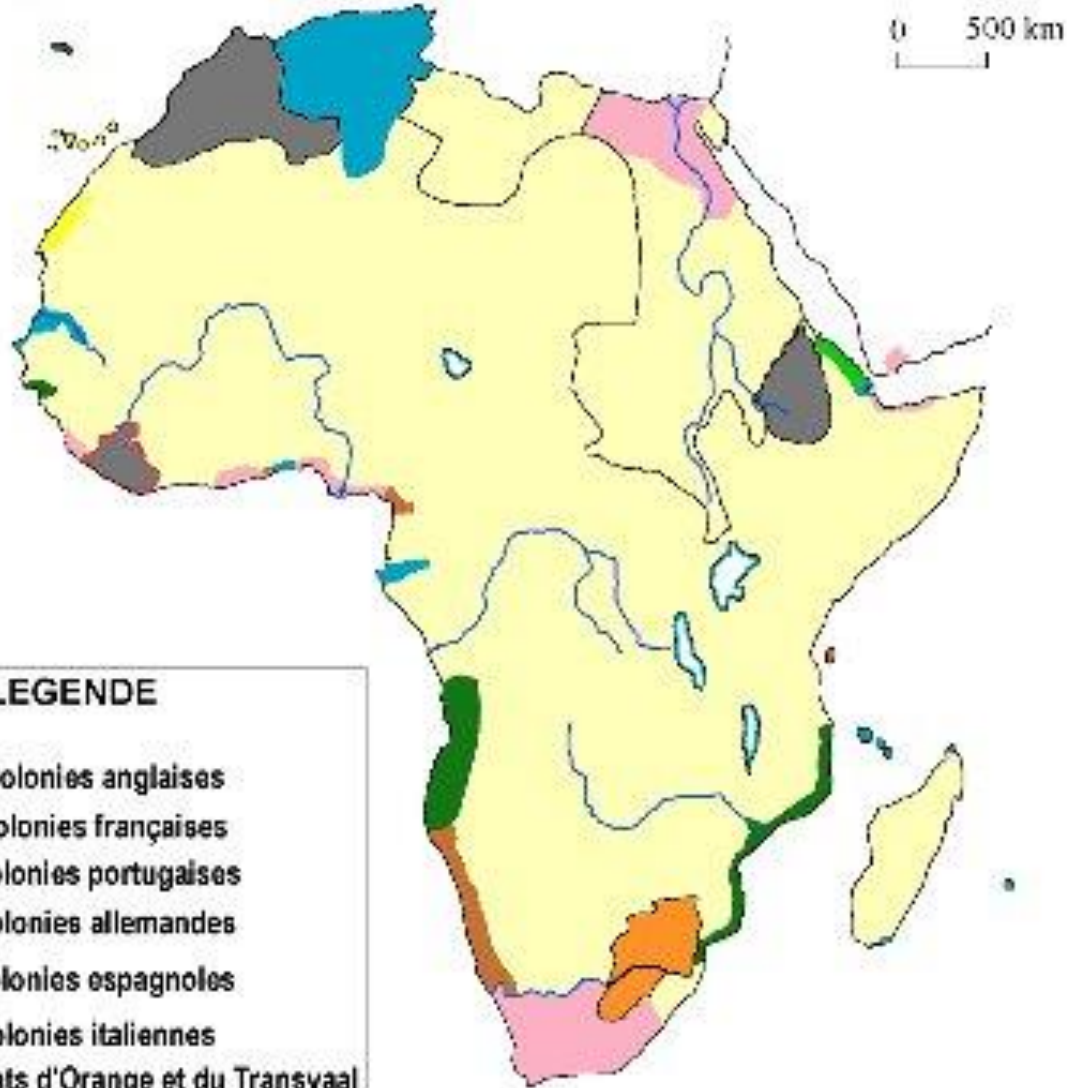 0 500 km
LEGENDE
olonies anglaises
olonies françaises
olonies portugaises
olonies allemandes
olonies espagnoles
olonies italiennes
ats d'Orange et du Transvaal